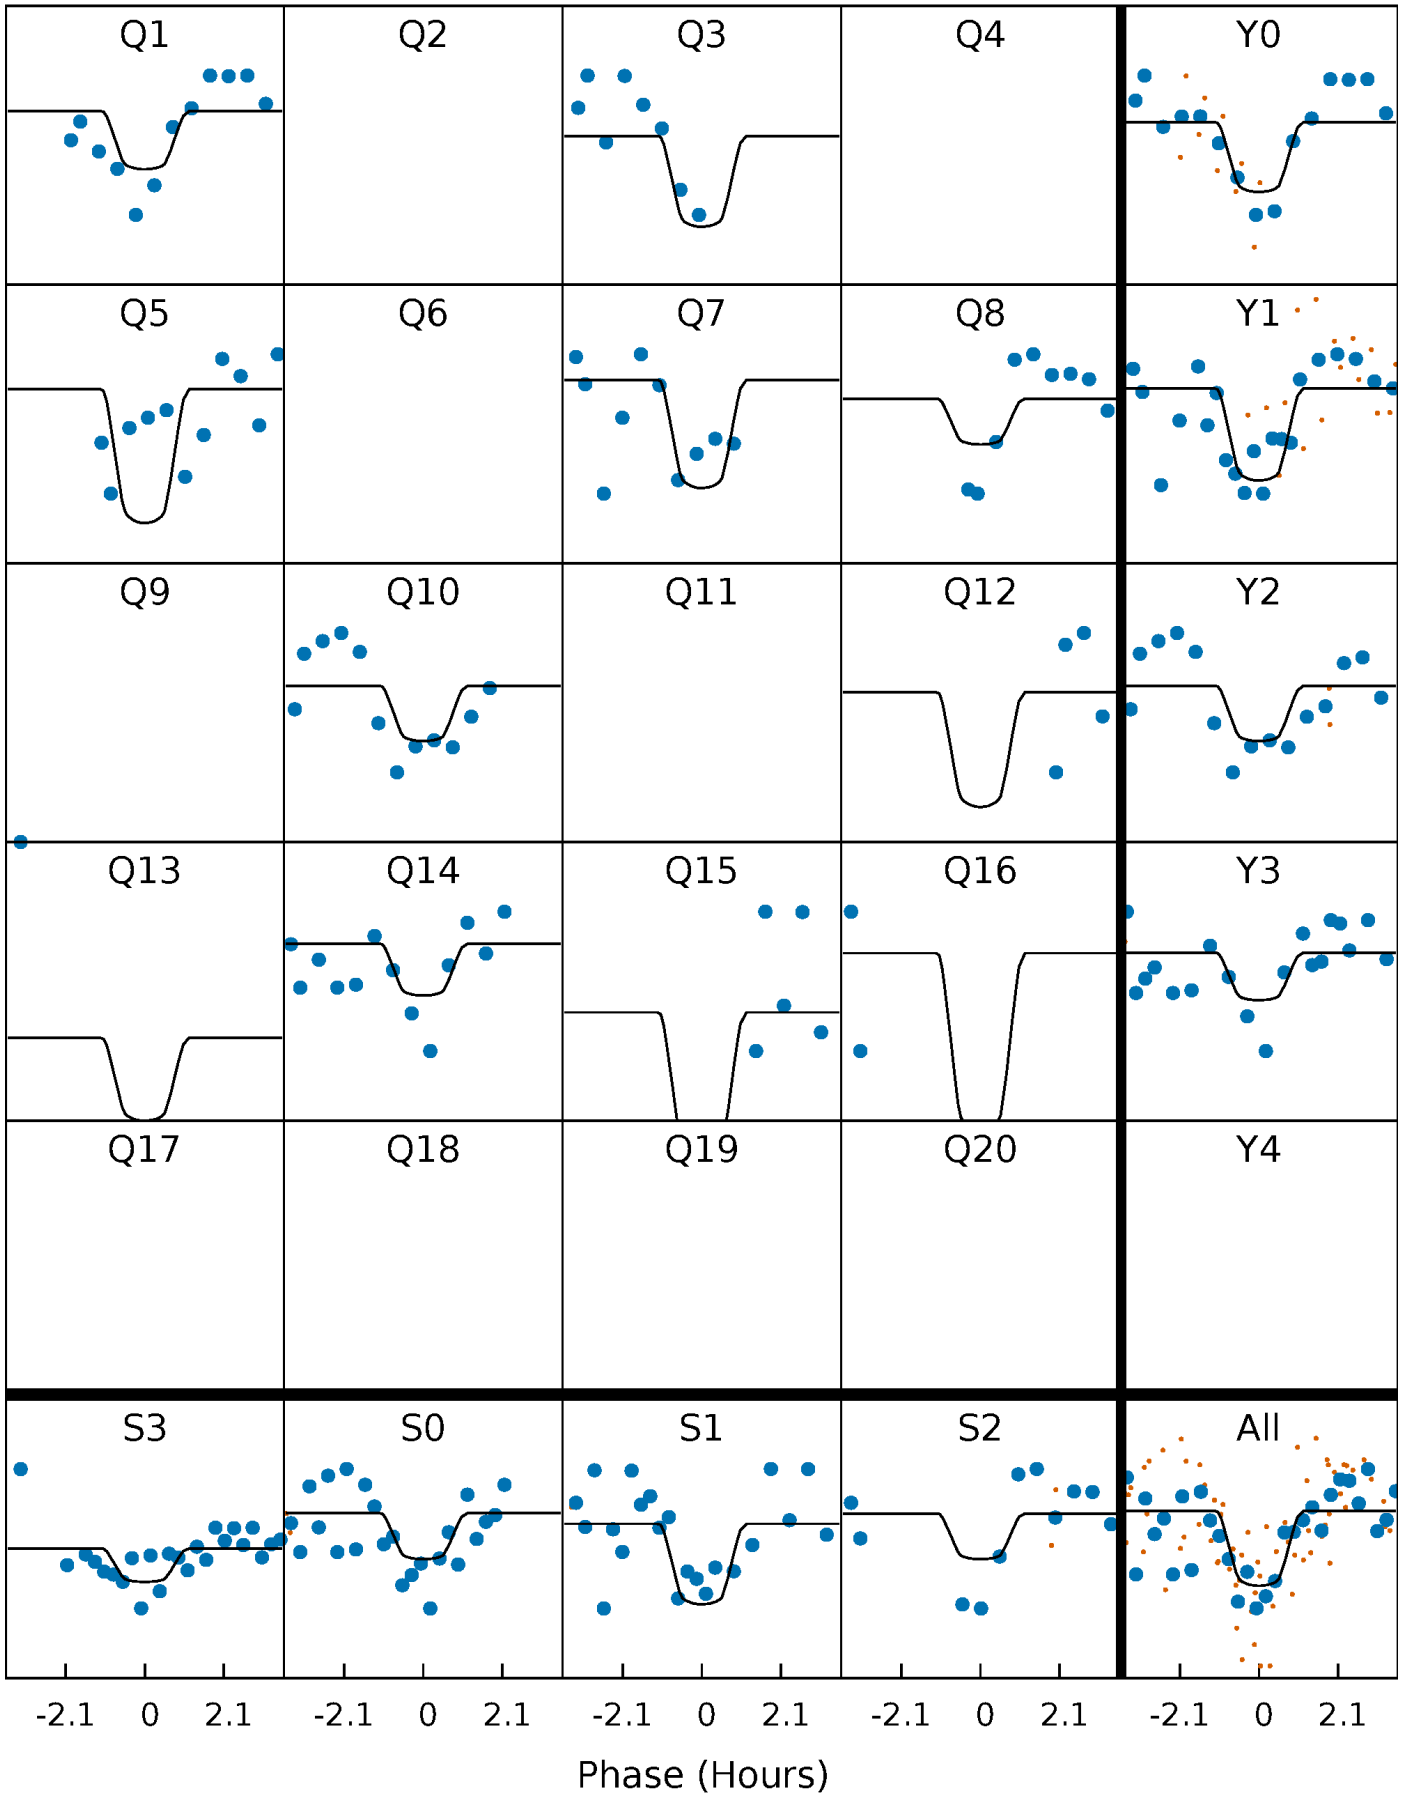 Q1 Q2 Q3 Q4 Y0
Q5 Q6 Q7 Q8 Y1
Q9 Q10 Q11 Q12 Y2
Q13 Q14 Q15 Q16 Y3
Q17 Q18 Q19 Q20 Y4
S3 S0 S1 S2 All
-2.1 0 2.1 -2.1 0 2.1 -2.1 0 2.1 -2.1 0 2.1 -2.1 0 2.1
Phase (Hours)